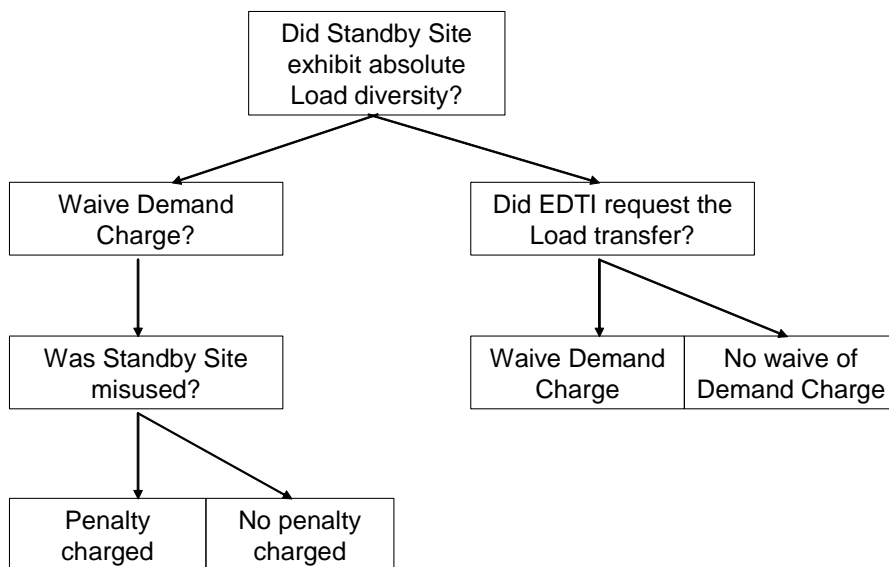 Did Standby Site
exhibit absolute
Load diversity?
Waive Demand
Charge?
Did EDTI request the
Load transfer?
Was Standby Site
misused?
Waive Demand
Charge
No waive of
Demand Charge
Penalty
charged
No penalty
charged